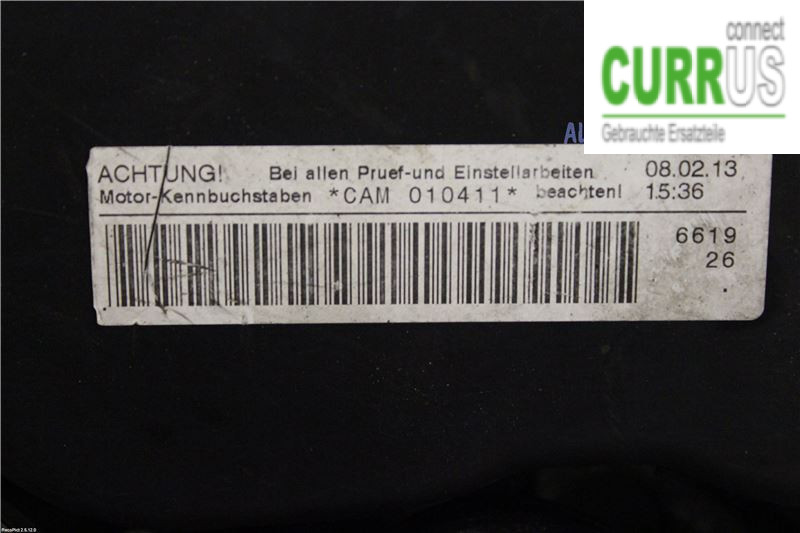 connect
CURRUS
Gebrauchte Ersatzteile
ACHTUNG! Bei allen Pruef-und Einstellarbeiten 08.02.13
Motor-Kennbuchstaben *CAM 010411* beachten! 15:36
6619
26